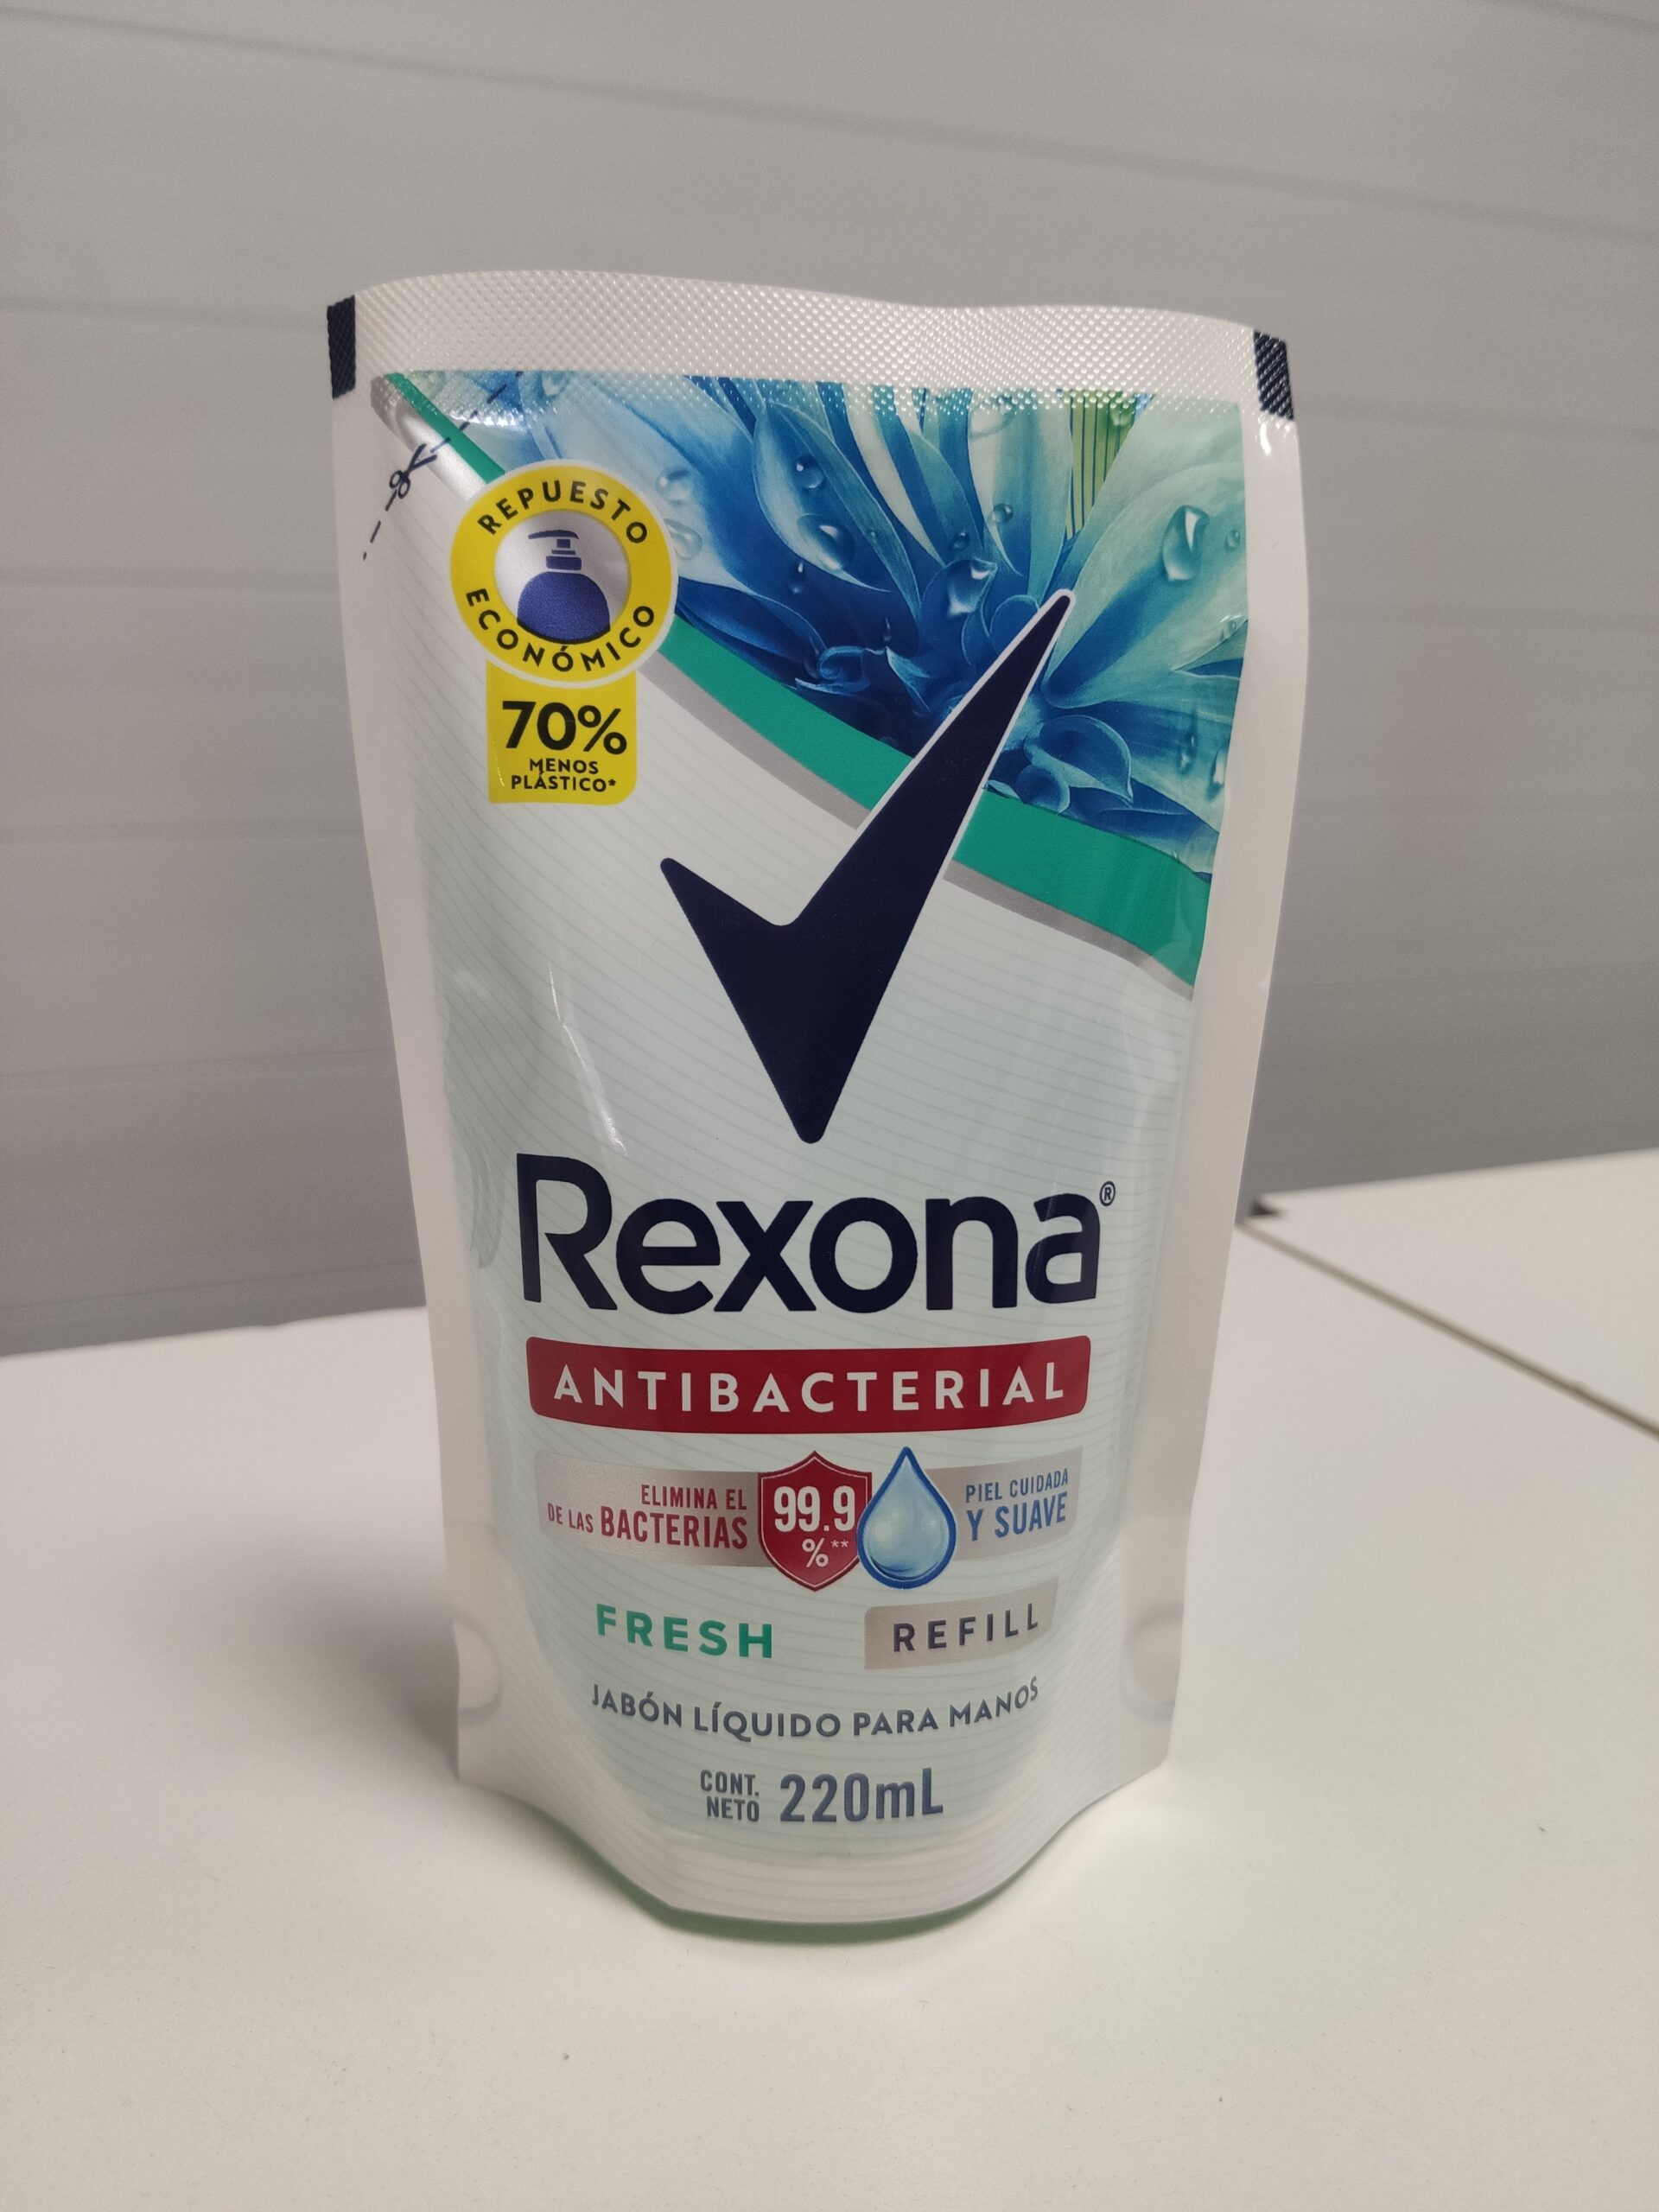 REPUESTO
ECONÓMICO
70%
MENOS
PLÁSTICO*
Rexona®
ANTIBACTERIAL
ELIMINA EL
DE LAS BACTERIAS
99.9
%**
PIEL CUIDADA
Y SUAVE
FRESH
REFILL
JABÓN LÍQUIDO PARA MANOS
CONT.
NETO
220mL